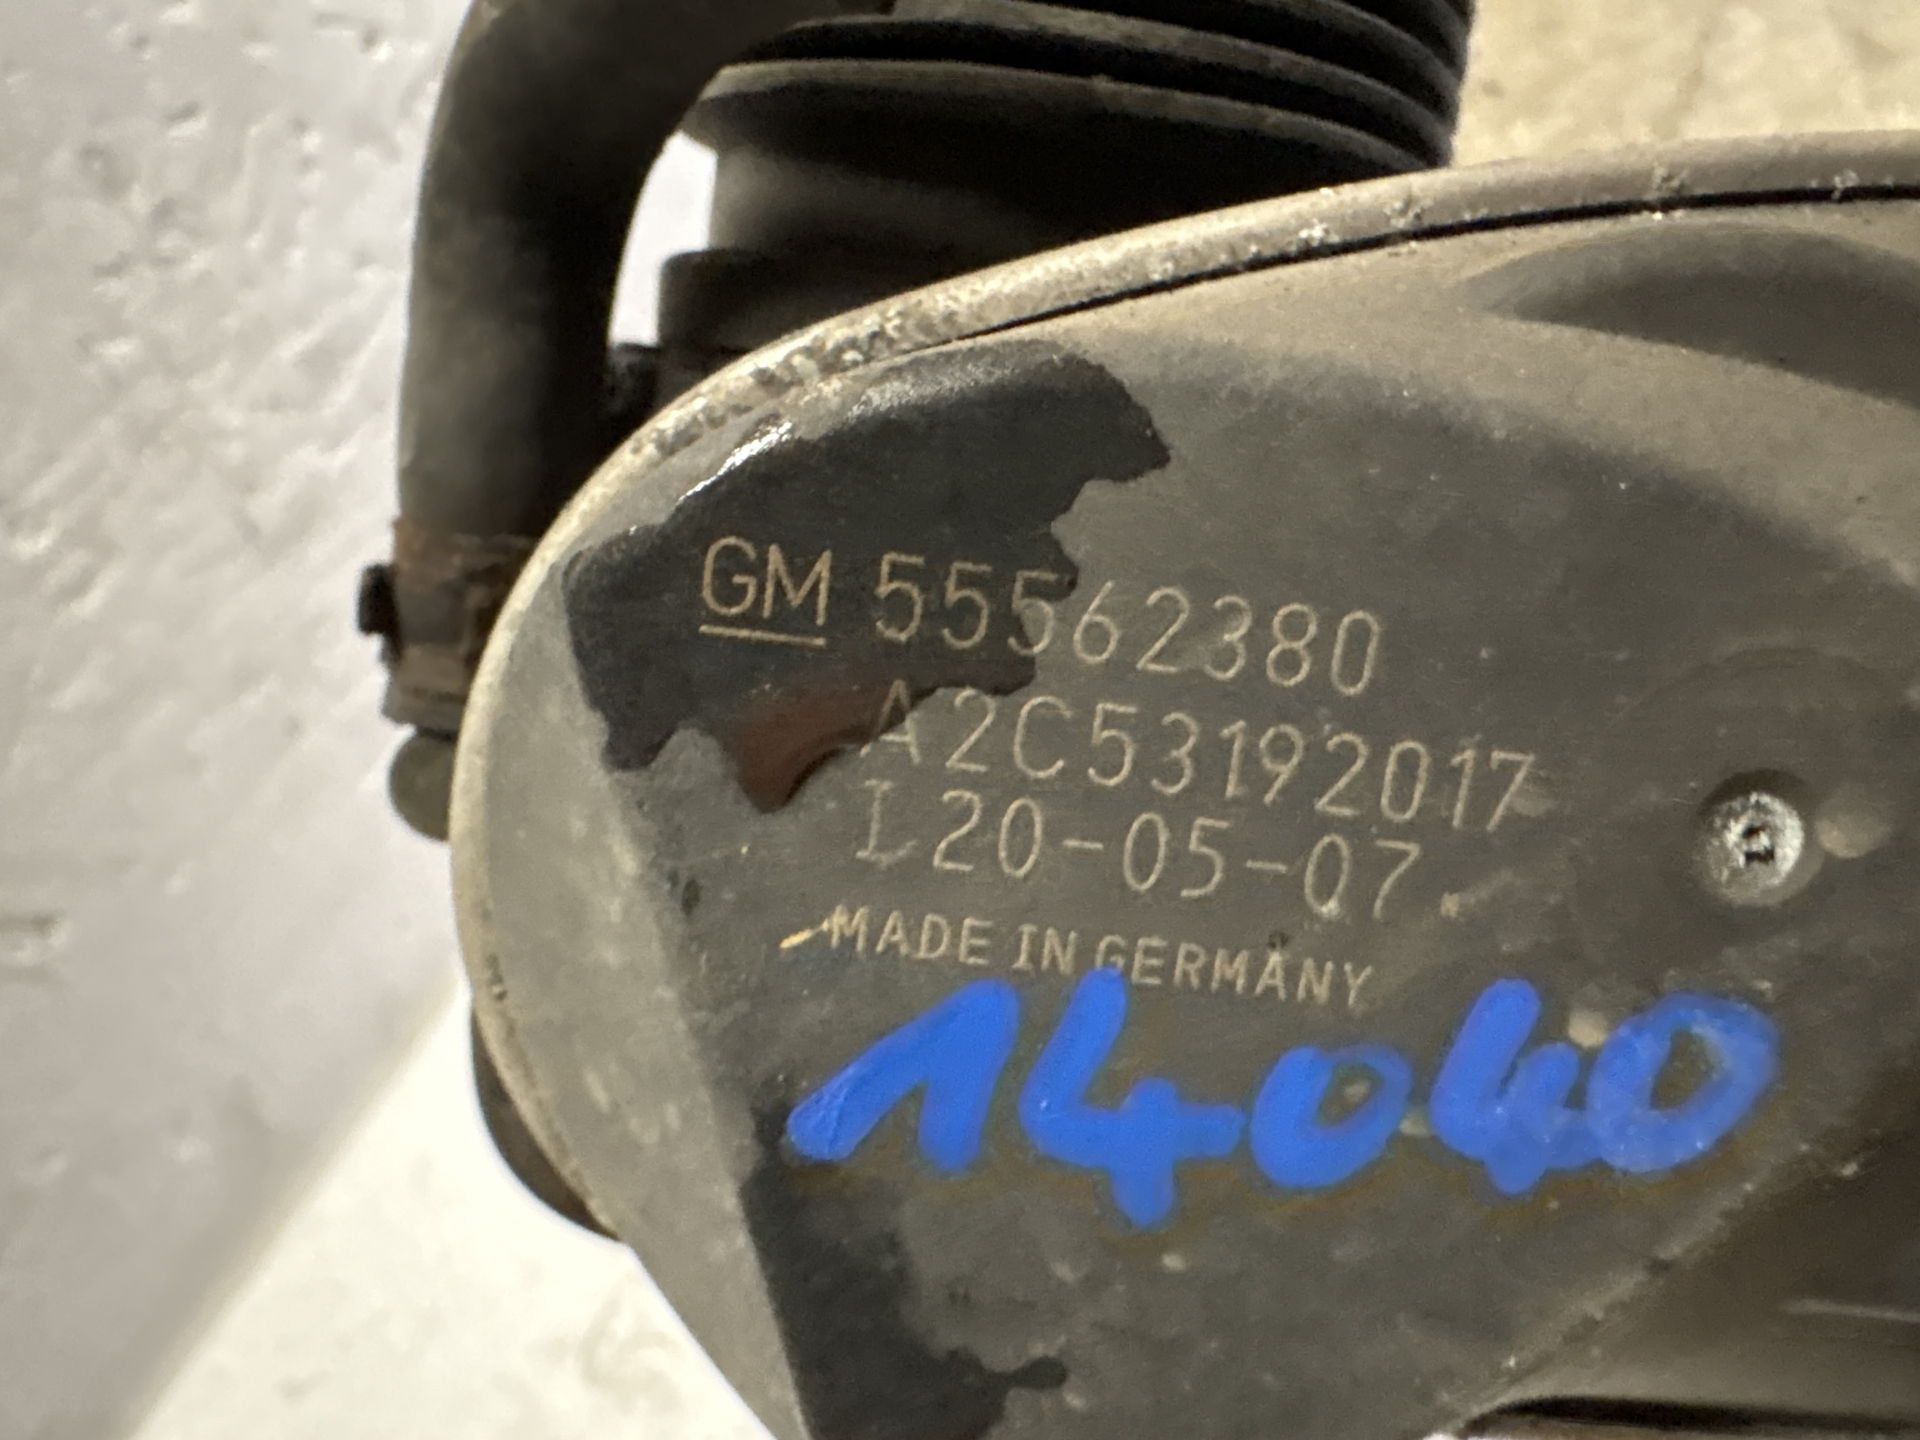 GM 55562380
A2C53192017
L20-05-07
MADE IN GERMANY
14040